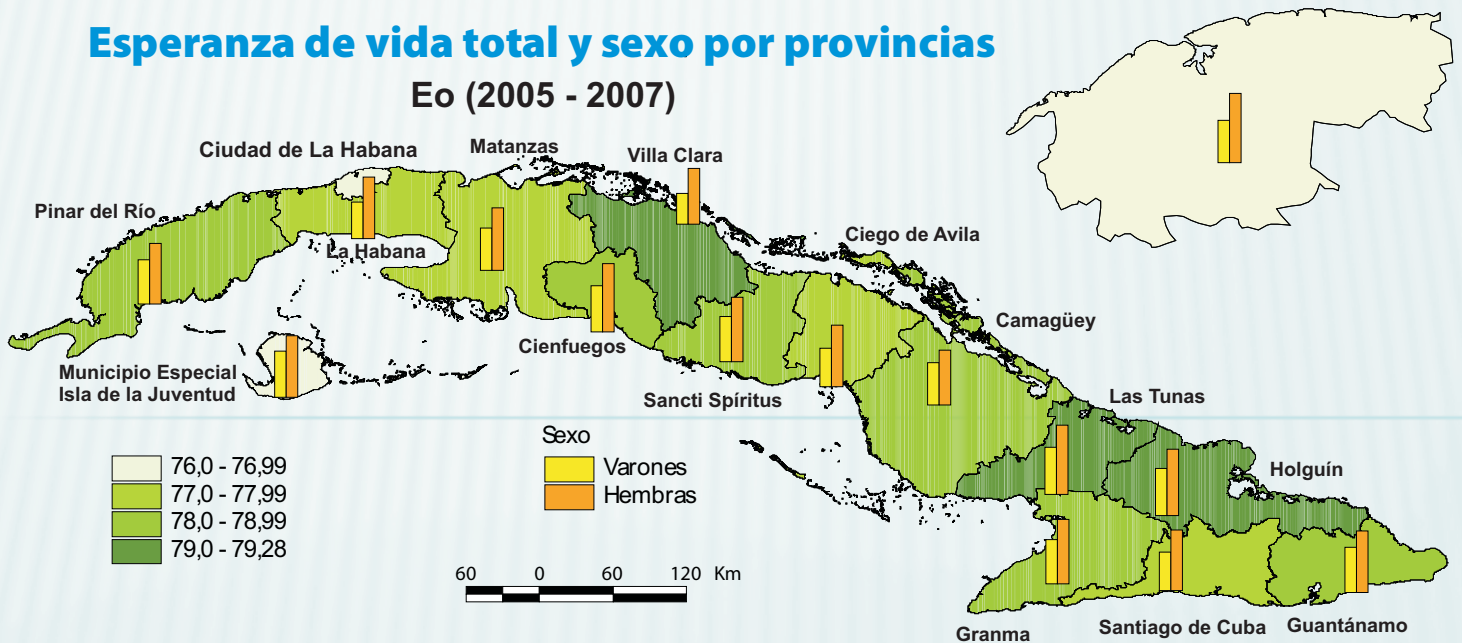 Esperanza de vida total y sexo por provincias
Eo (2005 - 2007)
Ciudad de La Habana
Matanzas
Villa Clara
Pinar del Río
La Habana
Ciego de Avila
Camagüey
Cienfuegos
Municipio Especial
Isla de la Juventud
Sancti Spíritus
Las Tunas
Holguín
Sexo
Varones
Hembras
76,0 - 76,99
77,0 - 77,99
78,0 - 78,99
79,0 - 79,28
60 0 60 120 Km
Granma
Santiago de Cuba
Guantánamo